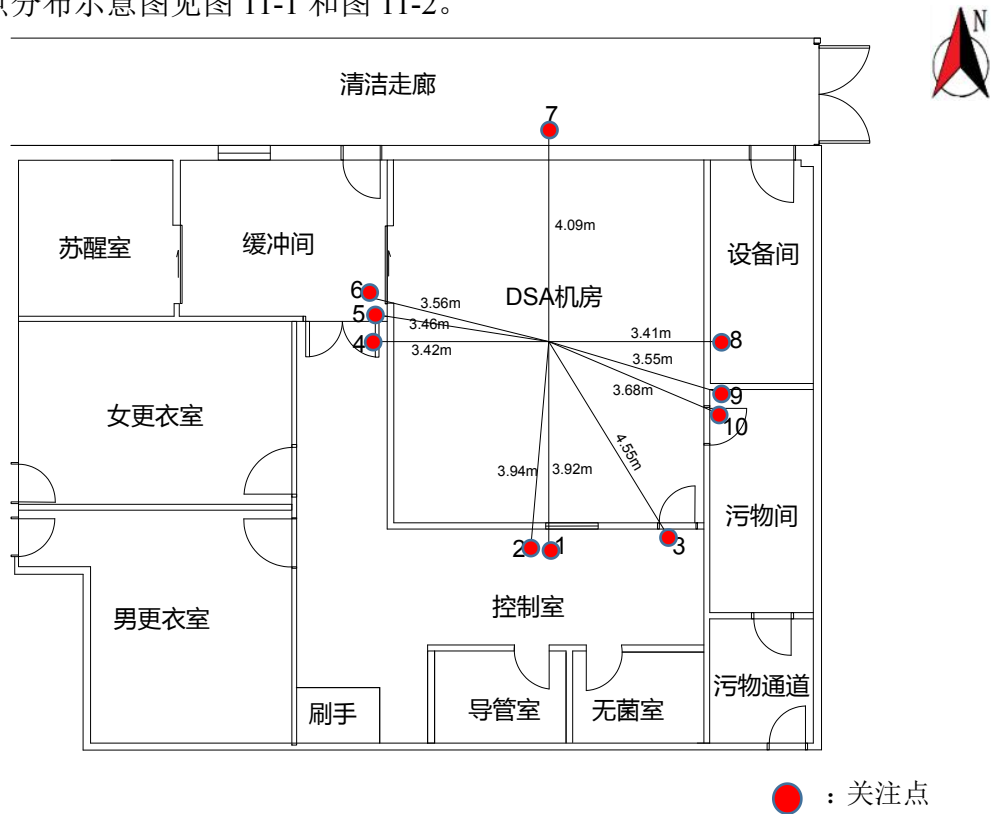 点分布示意图见图 11-1 和图 11-2。
N
清洁走廊
7
4.09m
苏醒室
缓冲间
设备间
DSA机房
6
3.56m
5
3.46m
4
3.42m
3.41m
8
3.55m
9
3.68m
10
女更衣室
4.55m
3.94m
3.92m
污物间
2
1
3
控制室
男更衣室
污物通道
刷手
导管室
无菌室
：关注点